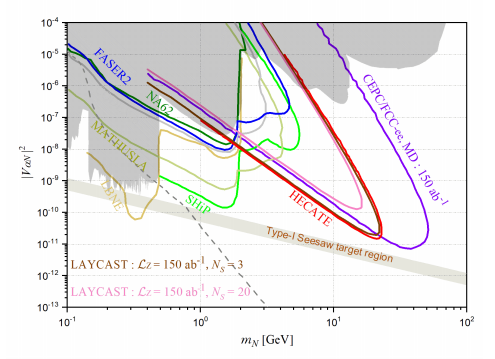 10⁻⁴
10⁻⁵
10⁻⁶
10⁻⁷
10⁻⁸
10⁻⁹
10⁻¹⁰
10⁻¹¹
10⁻¹²
10⁻¹³
|V_αN|²
FASER2
NA62
MATHUSLA
DUNE
SHiP
HECATE
CEPC/FCC-ee, MD : 150 ab⁻¹
Type-I Seesaw target region
LAYCAST : ℒz = 150 ab⁻¹, N_S = 3
LAYCAST : ℒz = 150 ab⁻¹, N_S = 20
10⁻¹
10⁰
10¹
10²
m_N [GeV]